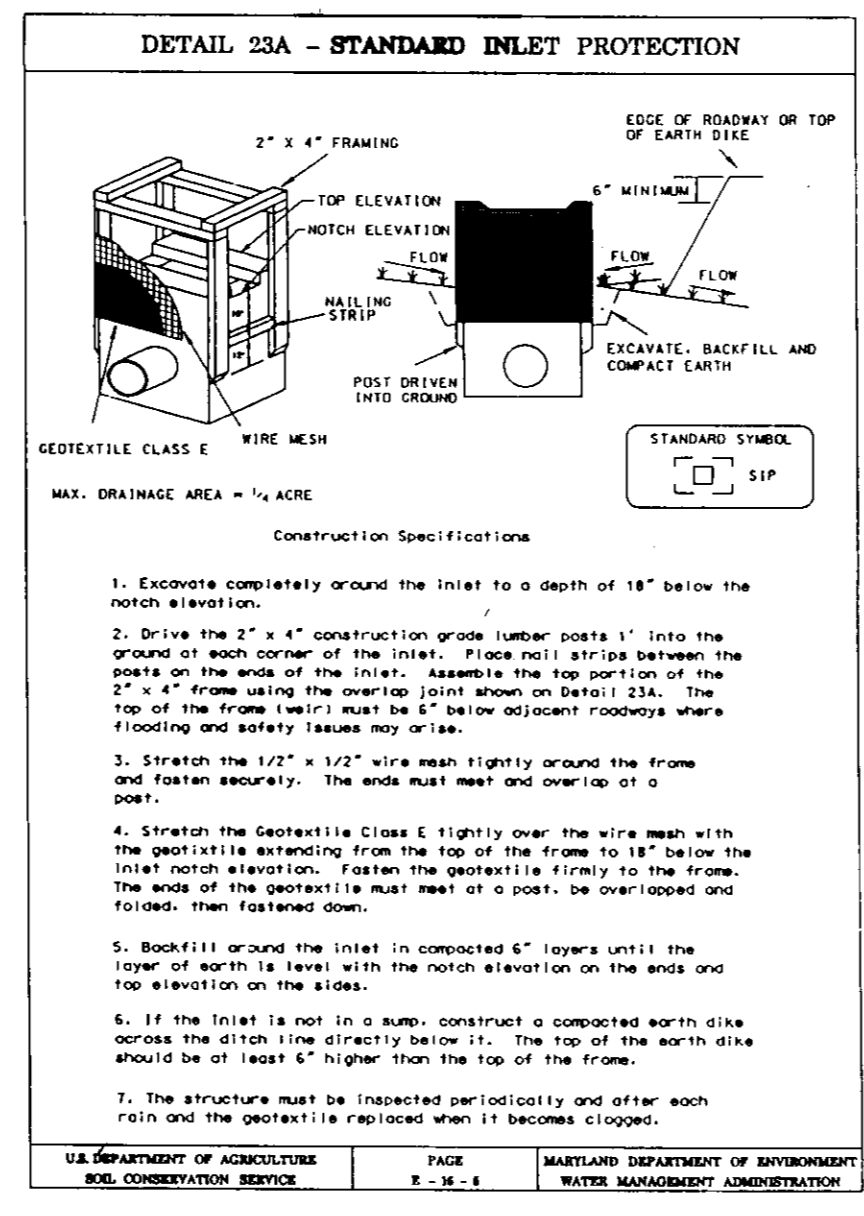 DETAIL 23A - STANDARD INLET PROTECTION
EDGE OF ROADWAY OR TOP
OF EARTH DIKE
2" X 4" FRAMING
6" MINIMUM
TOP ELEVATION
NOTCH ELEVATION
FLOW
FLOW
FLOW
18"
NAILING
STRIP
12"
EXCAVATE, BACKFILL AND
COMPACT EARTH
POST DRIVEN
INTO GROUND
WIRE MESH
GEOTEXTILE CLASS E
STANDARD SYMBOL
SIP
MAX. DRAINAGE AREA = 1/4 ACRE
Construction Specifications
1. Excavate completely around the inlet to a depth of 18" below the
notch elevation.
2. Drive the 2" x 4" construction grade lumber posts 1' into the
ground at each corner of the inlet. Place nail strips between the
posts on the ends of the inlet. Assemble the top portion of the
2" x 4" frame using the overlap joint shown on Detail 23A. The
top of the frame (weir) must be 6" below adjacent roadways where
flooding and safety issues may arise.
3. Stretch the 1/2" x 1/2" wire mesh tightly around the frame
and fasten securely. The ends must meet and overlap at a
post.
4. Stretch the Geotextile Class E tightly over the wire mesh with
the geotixtile extending from the top of the frame to 18" below the
inlet notch elevation. Fasten the geotextile firmly to the frame.
The ends of the geotextile must meet at a post, be overlapped and
folded, then fastened down.
5. Backfill around the inlet in compacted 6" layers until the
layer of earth is level with the notch elevation on the ends and
top elevation on the sides.
6. If the inlet is not in a sump, construct a compacted earth dike
across the ditch line directly below it. The top of the earth dike
should be at least 6" higher than the top of the frame.
7. The structure must be inspected periodically and after each
rain and the geotextile replaced when it becomes clogged.
U.S. DEPARTMENT OF AGRICULTURE
SOIL CONSERVATION SERVICE
PAGE
E - 16 - 6
MARYLAND DEPARTMENT OF ENVIRONMENT
WATER MANAGEMENT ADMINISTRATION